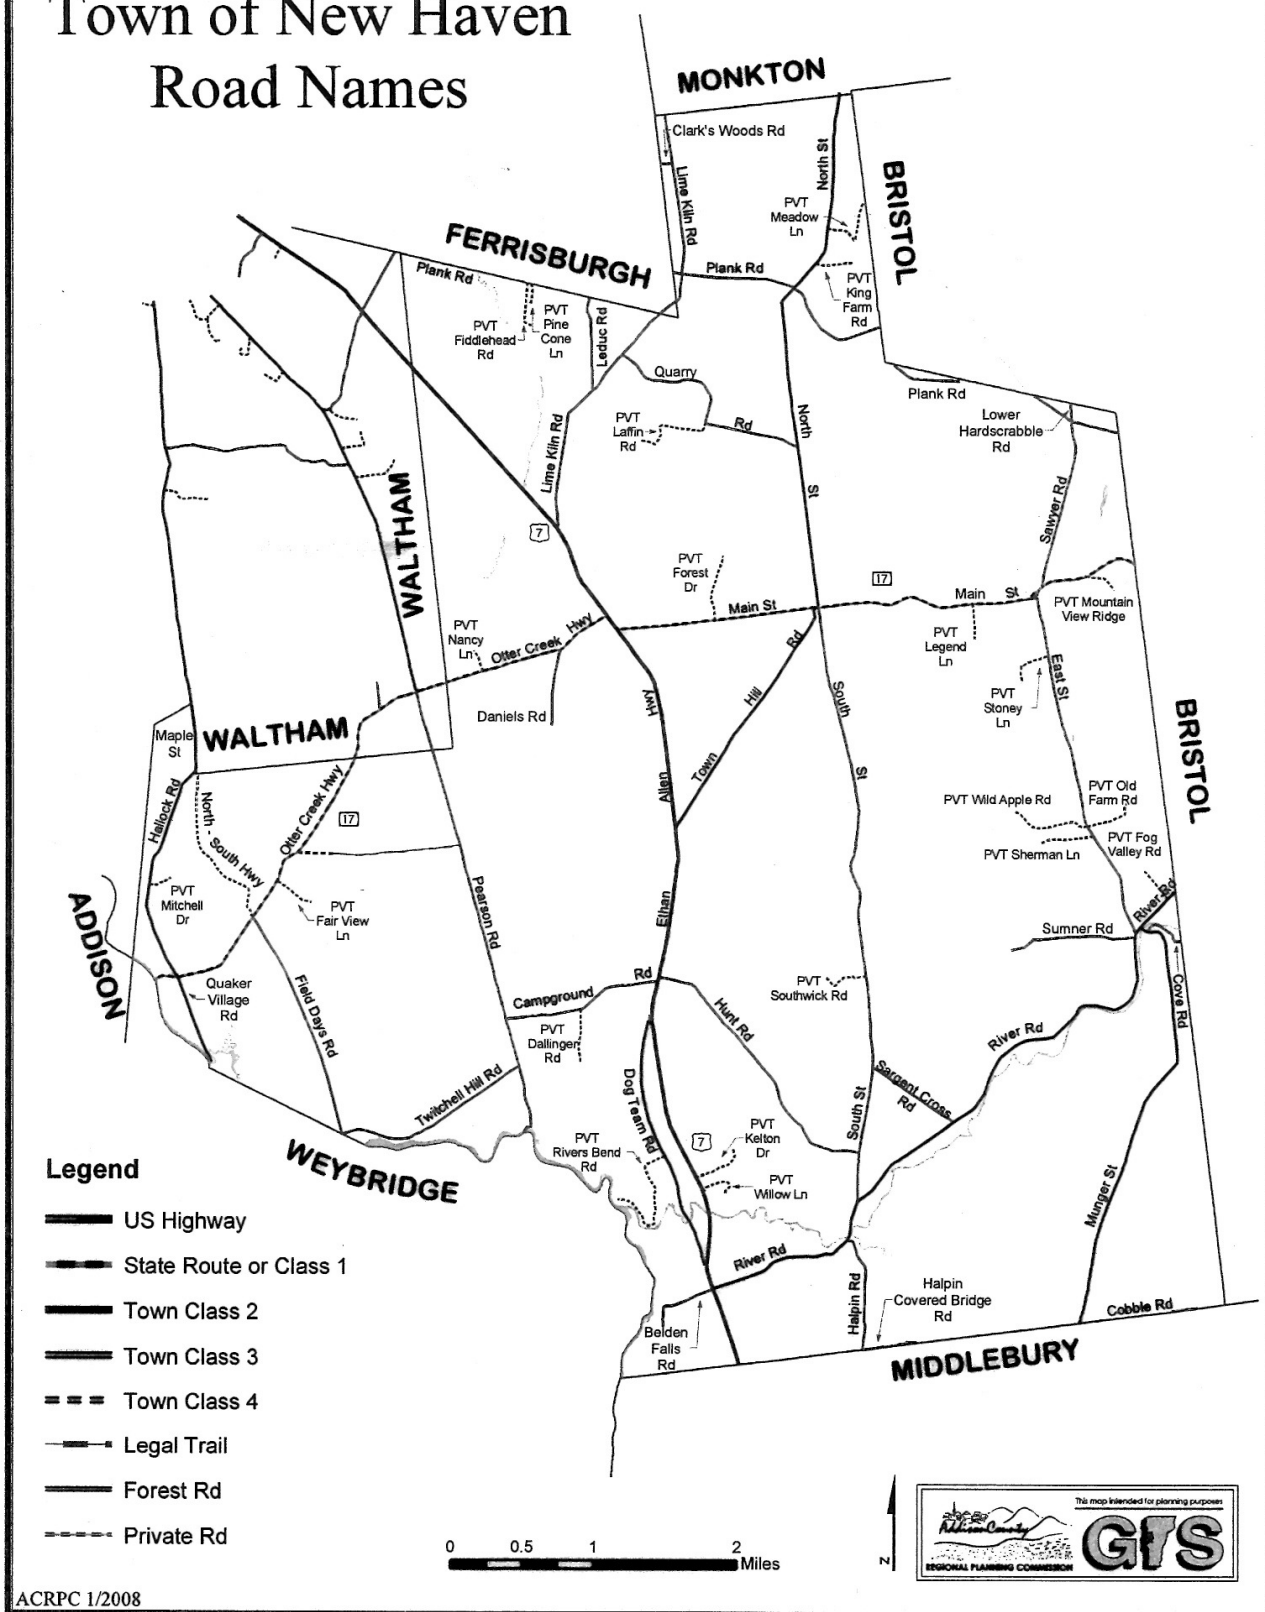 Town of New Haven
Road Names
MONKTON
Clark's Woods Rd
Lime Kiln Rd
North St
BRISTOL
PVT
Meadow
Ln
FERRISBURGH
Plank Rd
Plank Rd
PVT
King
Farm
Rd
PVT
Fiddlehead
Rd
PVT
Pine
Cone
Ln
Leduc Rd
Quarry
Rd
Plank Rd
Lower
Hardscrabble
Rd
PVT
Laffin
Rd
North
St
Lime Kiln Rd
Sawyer Rd
WALTHAM
7
PVT
Forest
Dr
17
Main St
Main St
PVT Mountain
View Ridge
PVT
Nancy
Ln
Otter Creek Hwy
PVT
Legend
Ln
East St
PVT
Stoney
Ln
Daniels Rd
Hwy
Town Hill Rd
South
St
BRISTOL
Maple
St
WALTHAM
Hallock Rd
North - South Hwy
Otter Creek Hwy
17
Allen
PVT Wild Apple Rd
PVT Old
Farm Rd
PVT Sherman Ln
PVT Fog
Valley Rd
ADDISON
PVT
Mitchell
Dr
PVT
Fair View
Ln
Pearson Rd
Ethan
River Rd
Sumner Rd
Quaker
Village
Rd
Field Days Rd
Campground Rd
PVT
Dallinger
Rd
PVT
Southwick Rd
Hunt Rd
Cove Rd
River Rd
Twitchell Hill Rd
Dog Team Rd
South St
Sargent Cross
Rd
WEYBRIDGE
PVT
Rivers Bend
Rd
7
PVT
Kelton
Dr
PVT
Willow Ln
Munger St
River Rd
Halpin Rd
Halpin
Covered Bridge
Rd
Cobble Rd
Belden
Falls
Rd
MIDDLEBURY
Legend
US Highway
State Route or Class 1
Town Class 2
Town Class 3
Town Class 4
Legal Trail
Forest Rd
Private Rd
0 0.5 1 2
Miles
N
This map intended for planning purposes
Addison County
REGIONAL PLANNING COMMISSION
GIS
ACRPC 1/2008